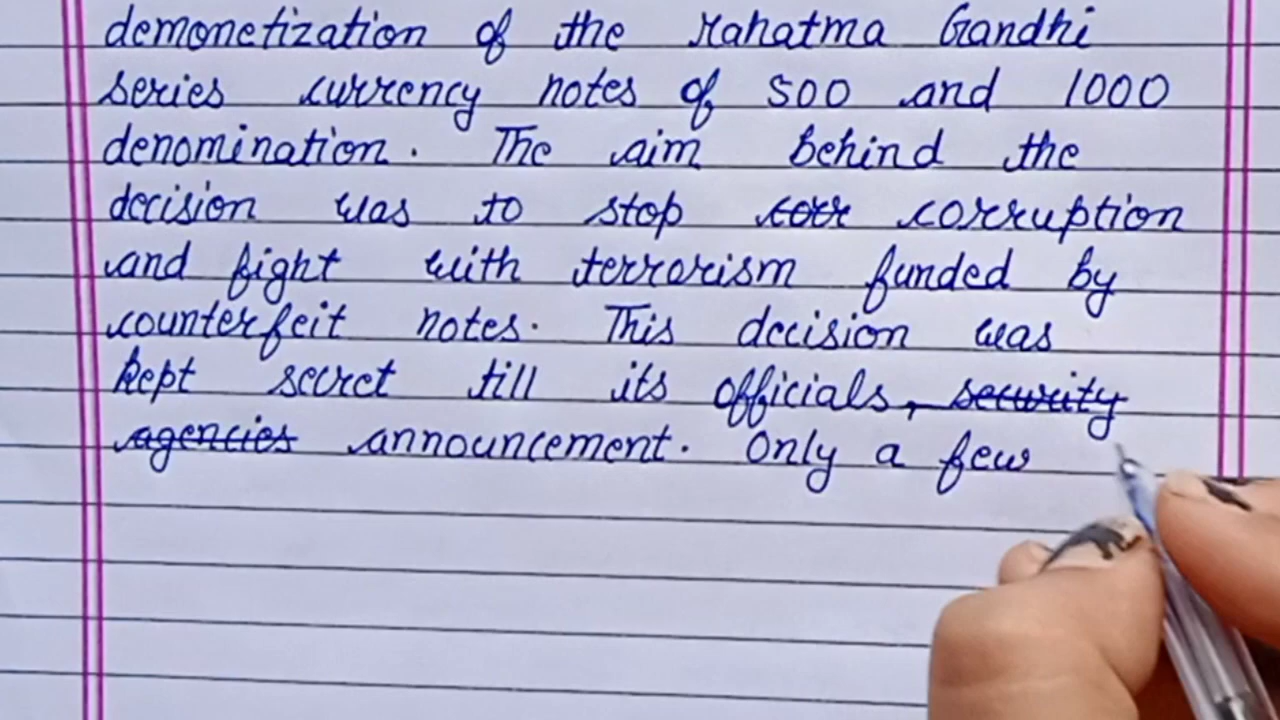 demonetization of the Mahatma Gandhi
series currency notes of 500 and 1000
denomination. The aim behind the
decision was to stop corr corruption
and fight with terrorism funded by
counterfeit notes. This decision was
kept secret till its officials, security
agencies announcement. Only a few